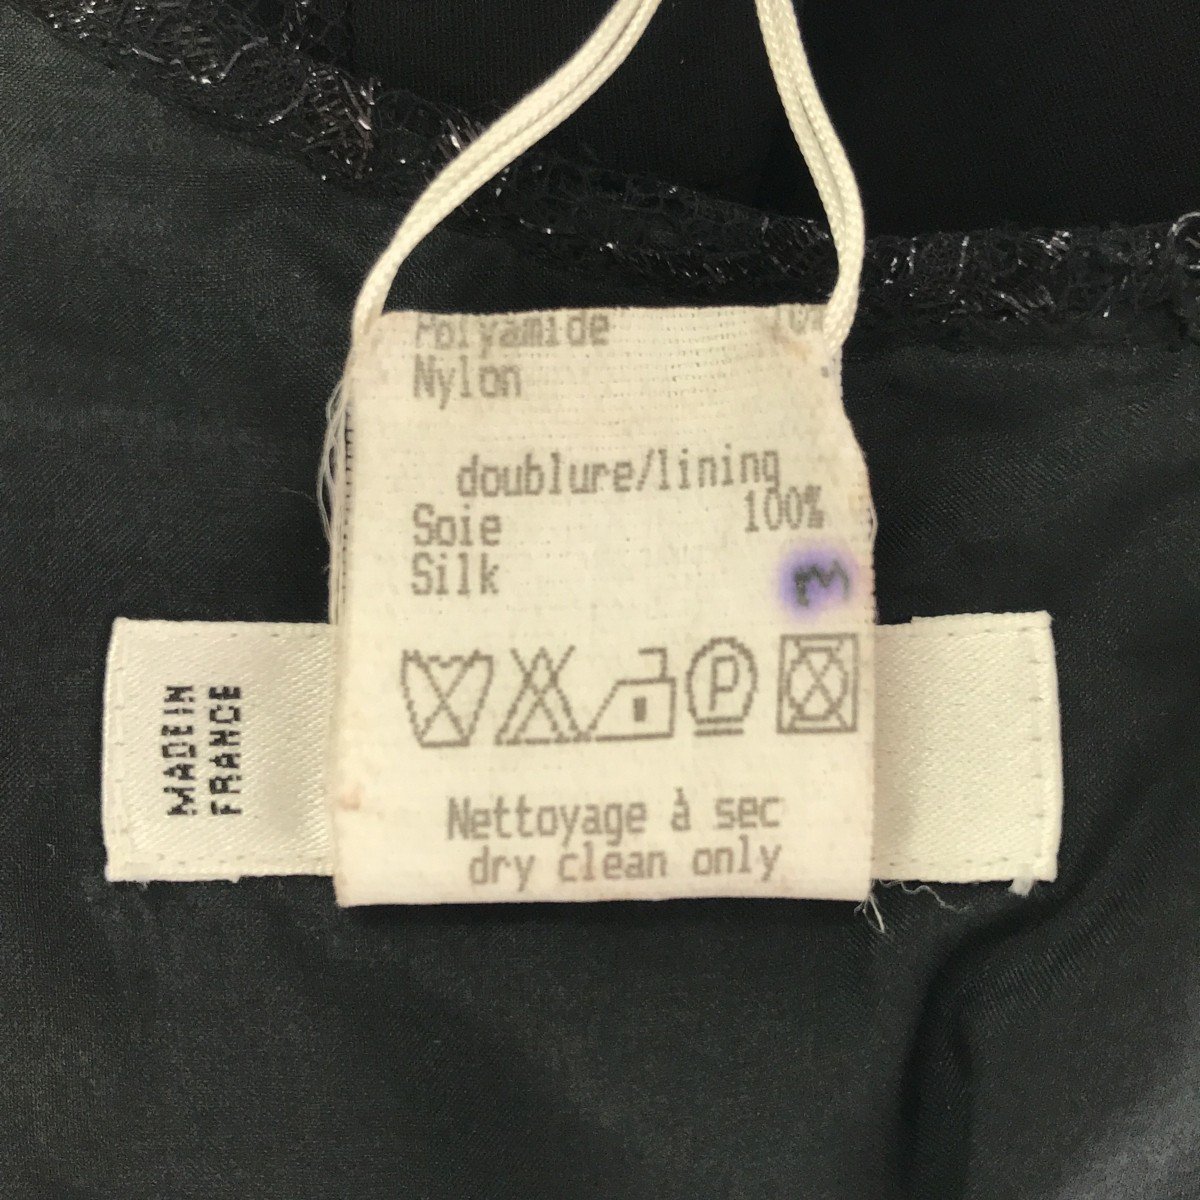 Polyamide
Nylon
doublure/lining
Soie 100%
Silk
P
Nettoyage à sec
dry clean only
MADE IN
FRANCE